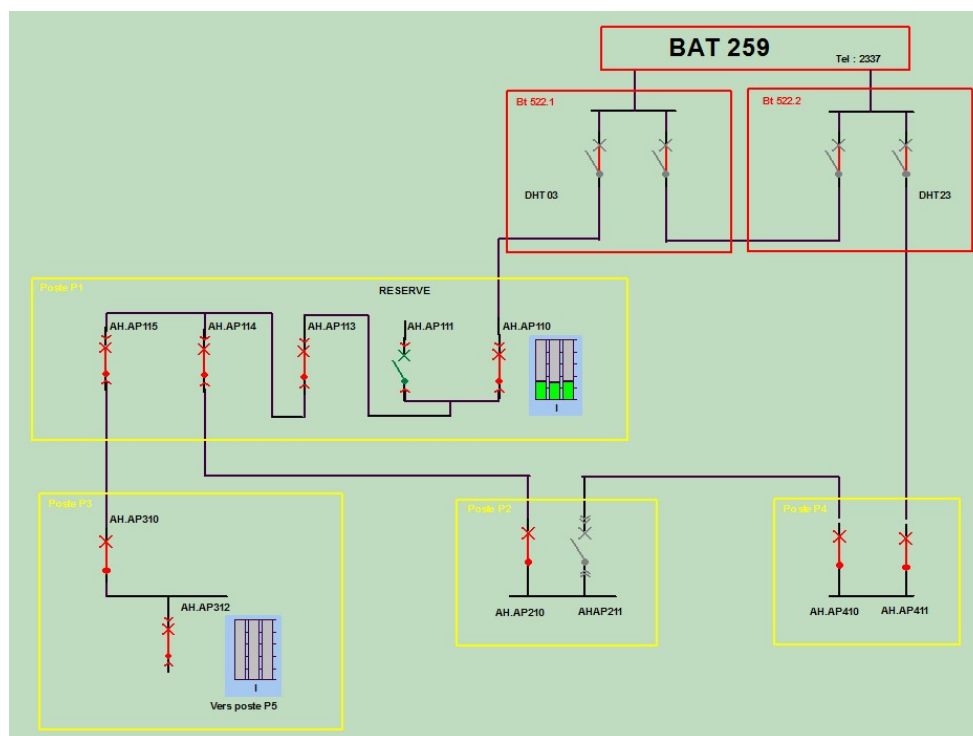 BAT 259
Tel : 2337
Bt 522.1
Bt 522.2
DHT03
DHT23
Poste P1
RESERVE
AH.AP115
AH.AP114
AH.AP113
AH.AP111
AH.AP110
I
Poste P3
AH.AP310
AH.AP312
I
Vers poste P5
Poste P2
AH.AP210
AHAP211
Poste P4
AH.AP410
AH.AP411